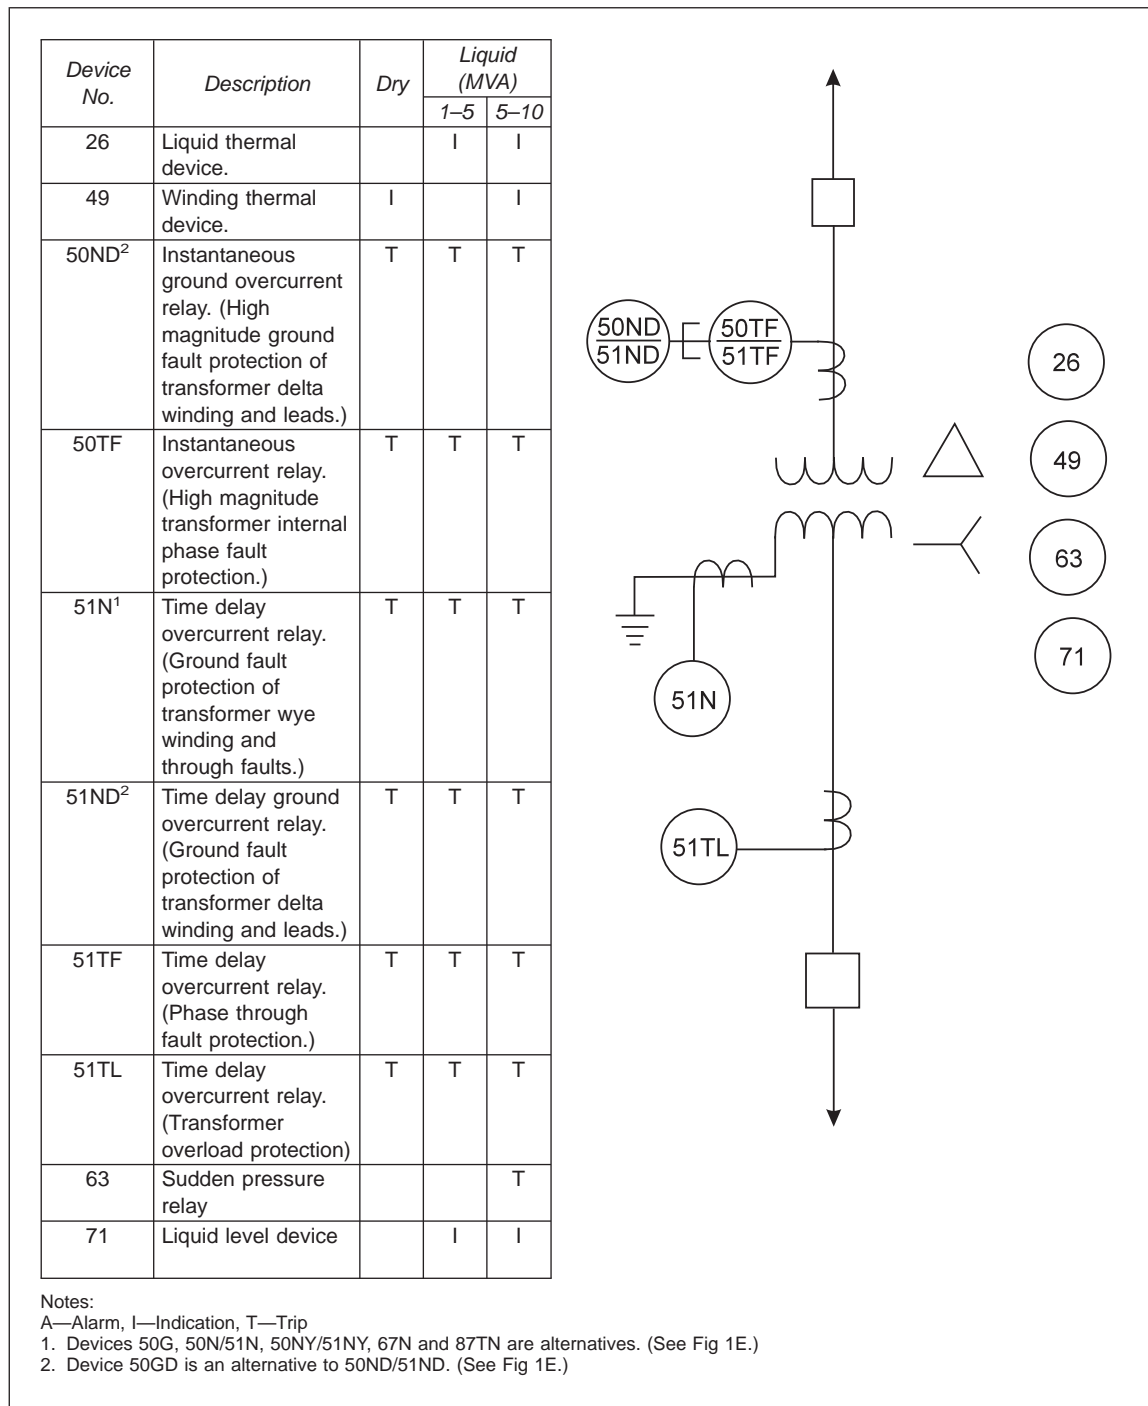 Device No.
Description
Dry
Liquid (MVA)
1–5
5–10
26
Liquid thermal
device.
I
I
49
Winding thermal
device.
I
I
50ND²
Instantaneous
ground overcurrent
relay. (High
magnitude ground
fault protection of
transformer delta
winding and leads.)
T
T
T
50TF
Instantaneous
overcurrent relay.
(High magnitude
transformer internal
phase fault
protection.)
T
T
T
51N¹
Time delay
overcurrent relay.
(Ground fault
protection of
transformer wye
winding and
through faults.)
T
T
T
51ND²
Time delay ground
overcurrent relay.
(Ground fault
protection of
transformer delta
winding and leads.)
T
T
T
51TF
Time delay
overcurrent relay.
(Phase through
fault protection.)
T
T
T
51TL
Time delay
overcurrent relay.
(Transformer
overload protection)
T
T
T
63
Sudden pressure
relay
T
71
Liquid level device
I
I
50ND
51ND
50TF
51TF
51N
51TL
26
49
63
71
Notes:
A—Alarm, I—Indication, T—Trip
1. Devices 50G, 50N/51N, 50NY/51NY, 67N and 87TN are alternatives. (See Fig 1E.)
2. Device 50GD is an alternative to 50ND/51ND. (See Fig 1E.)